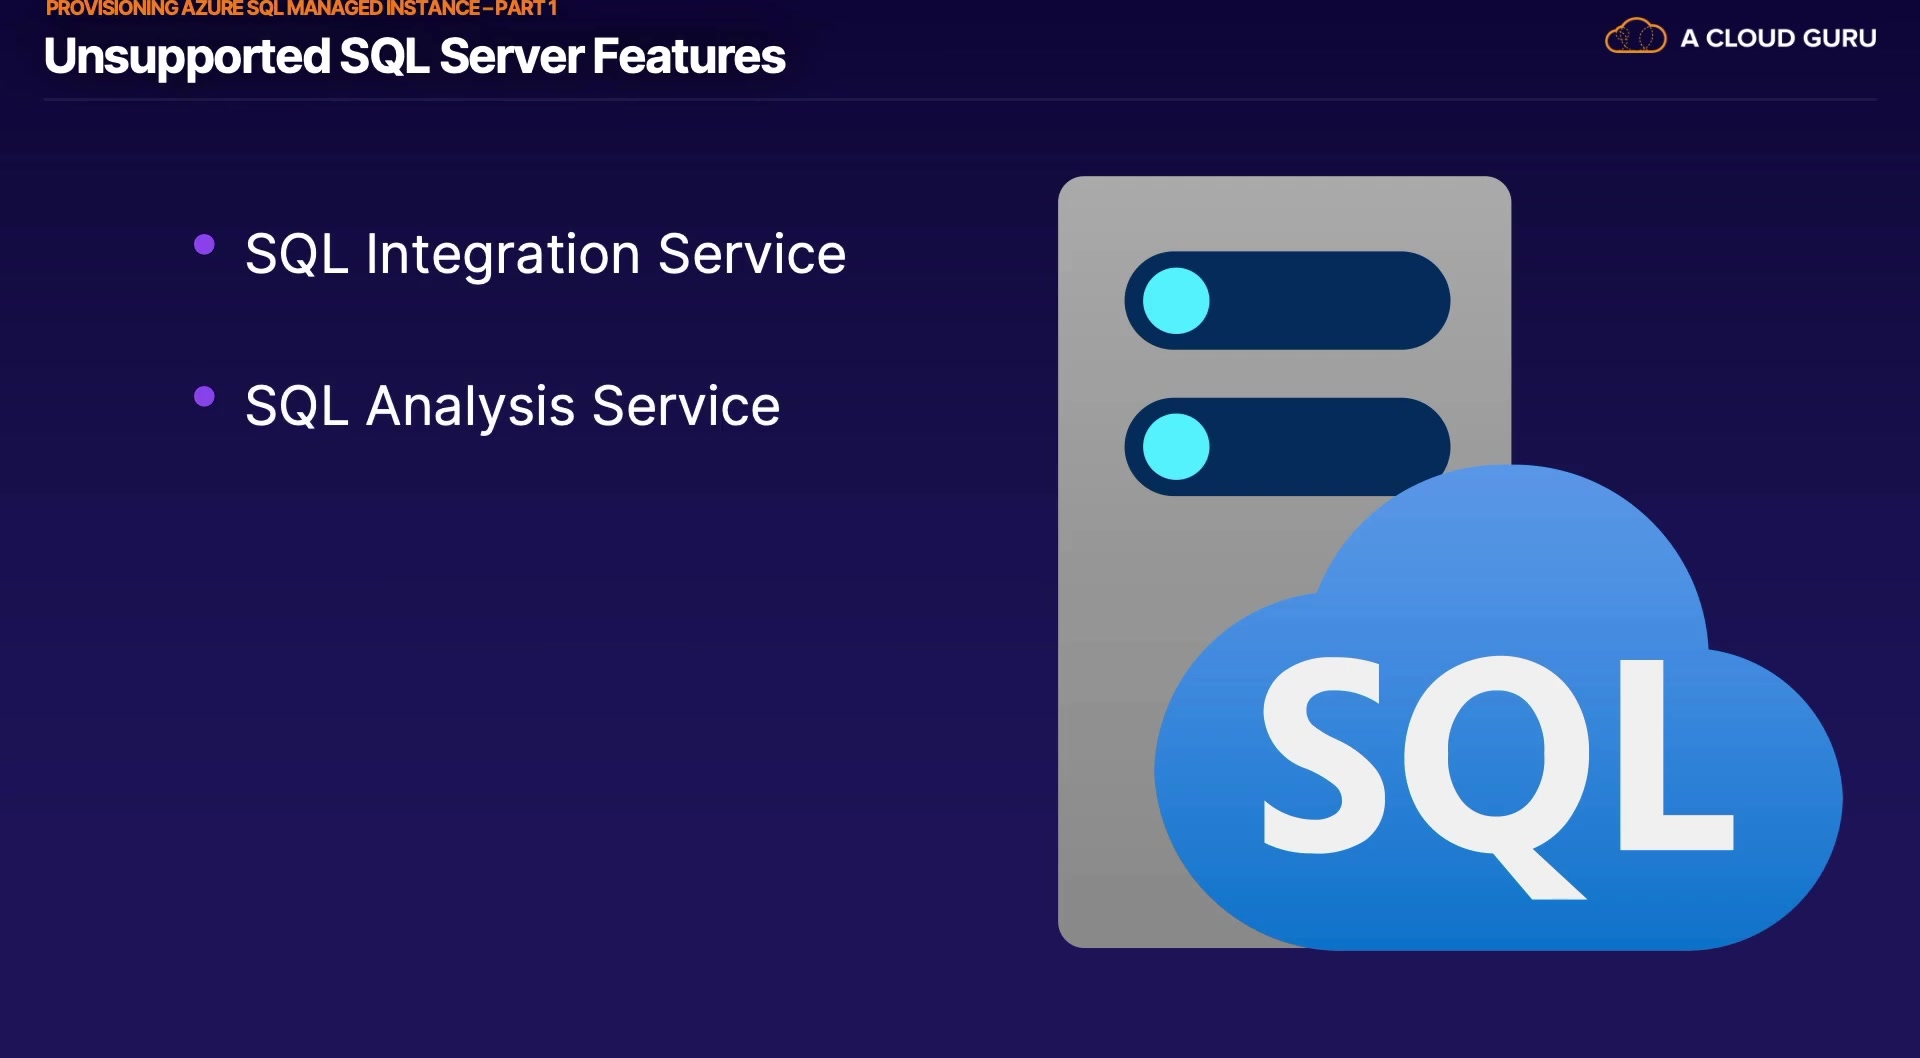 PROVISIONING AZURE SQL MANAGED INSTANCE – PART 1
Unsupported SQL Server Features
A CLOUD GURU
SQL Integration Service
SQL Analysis Service
SQL